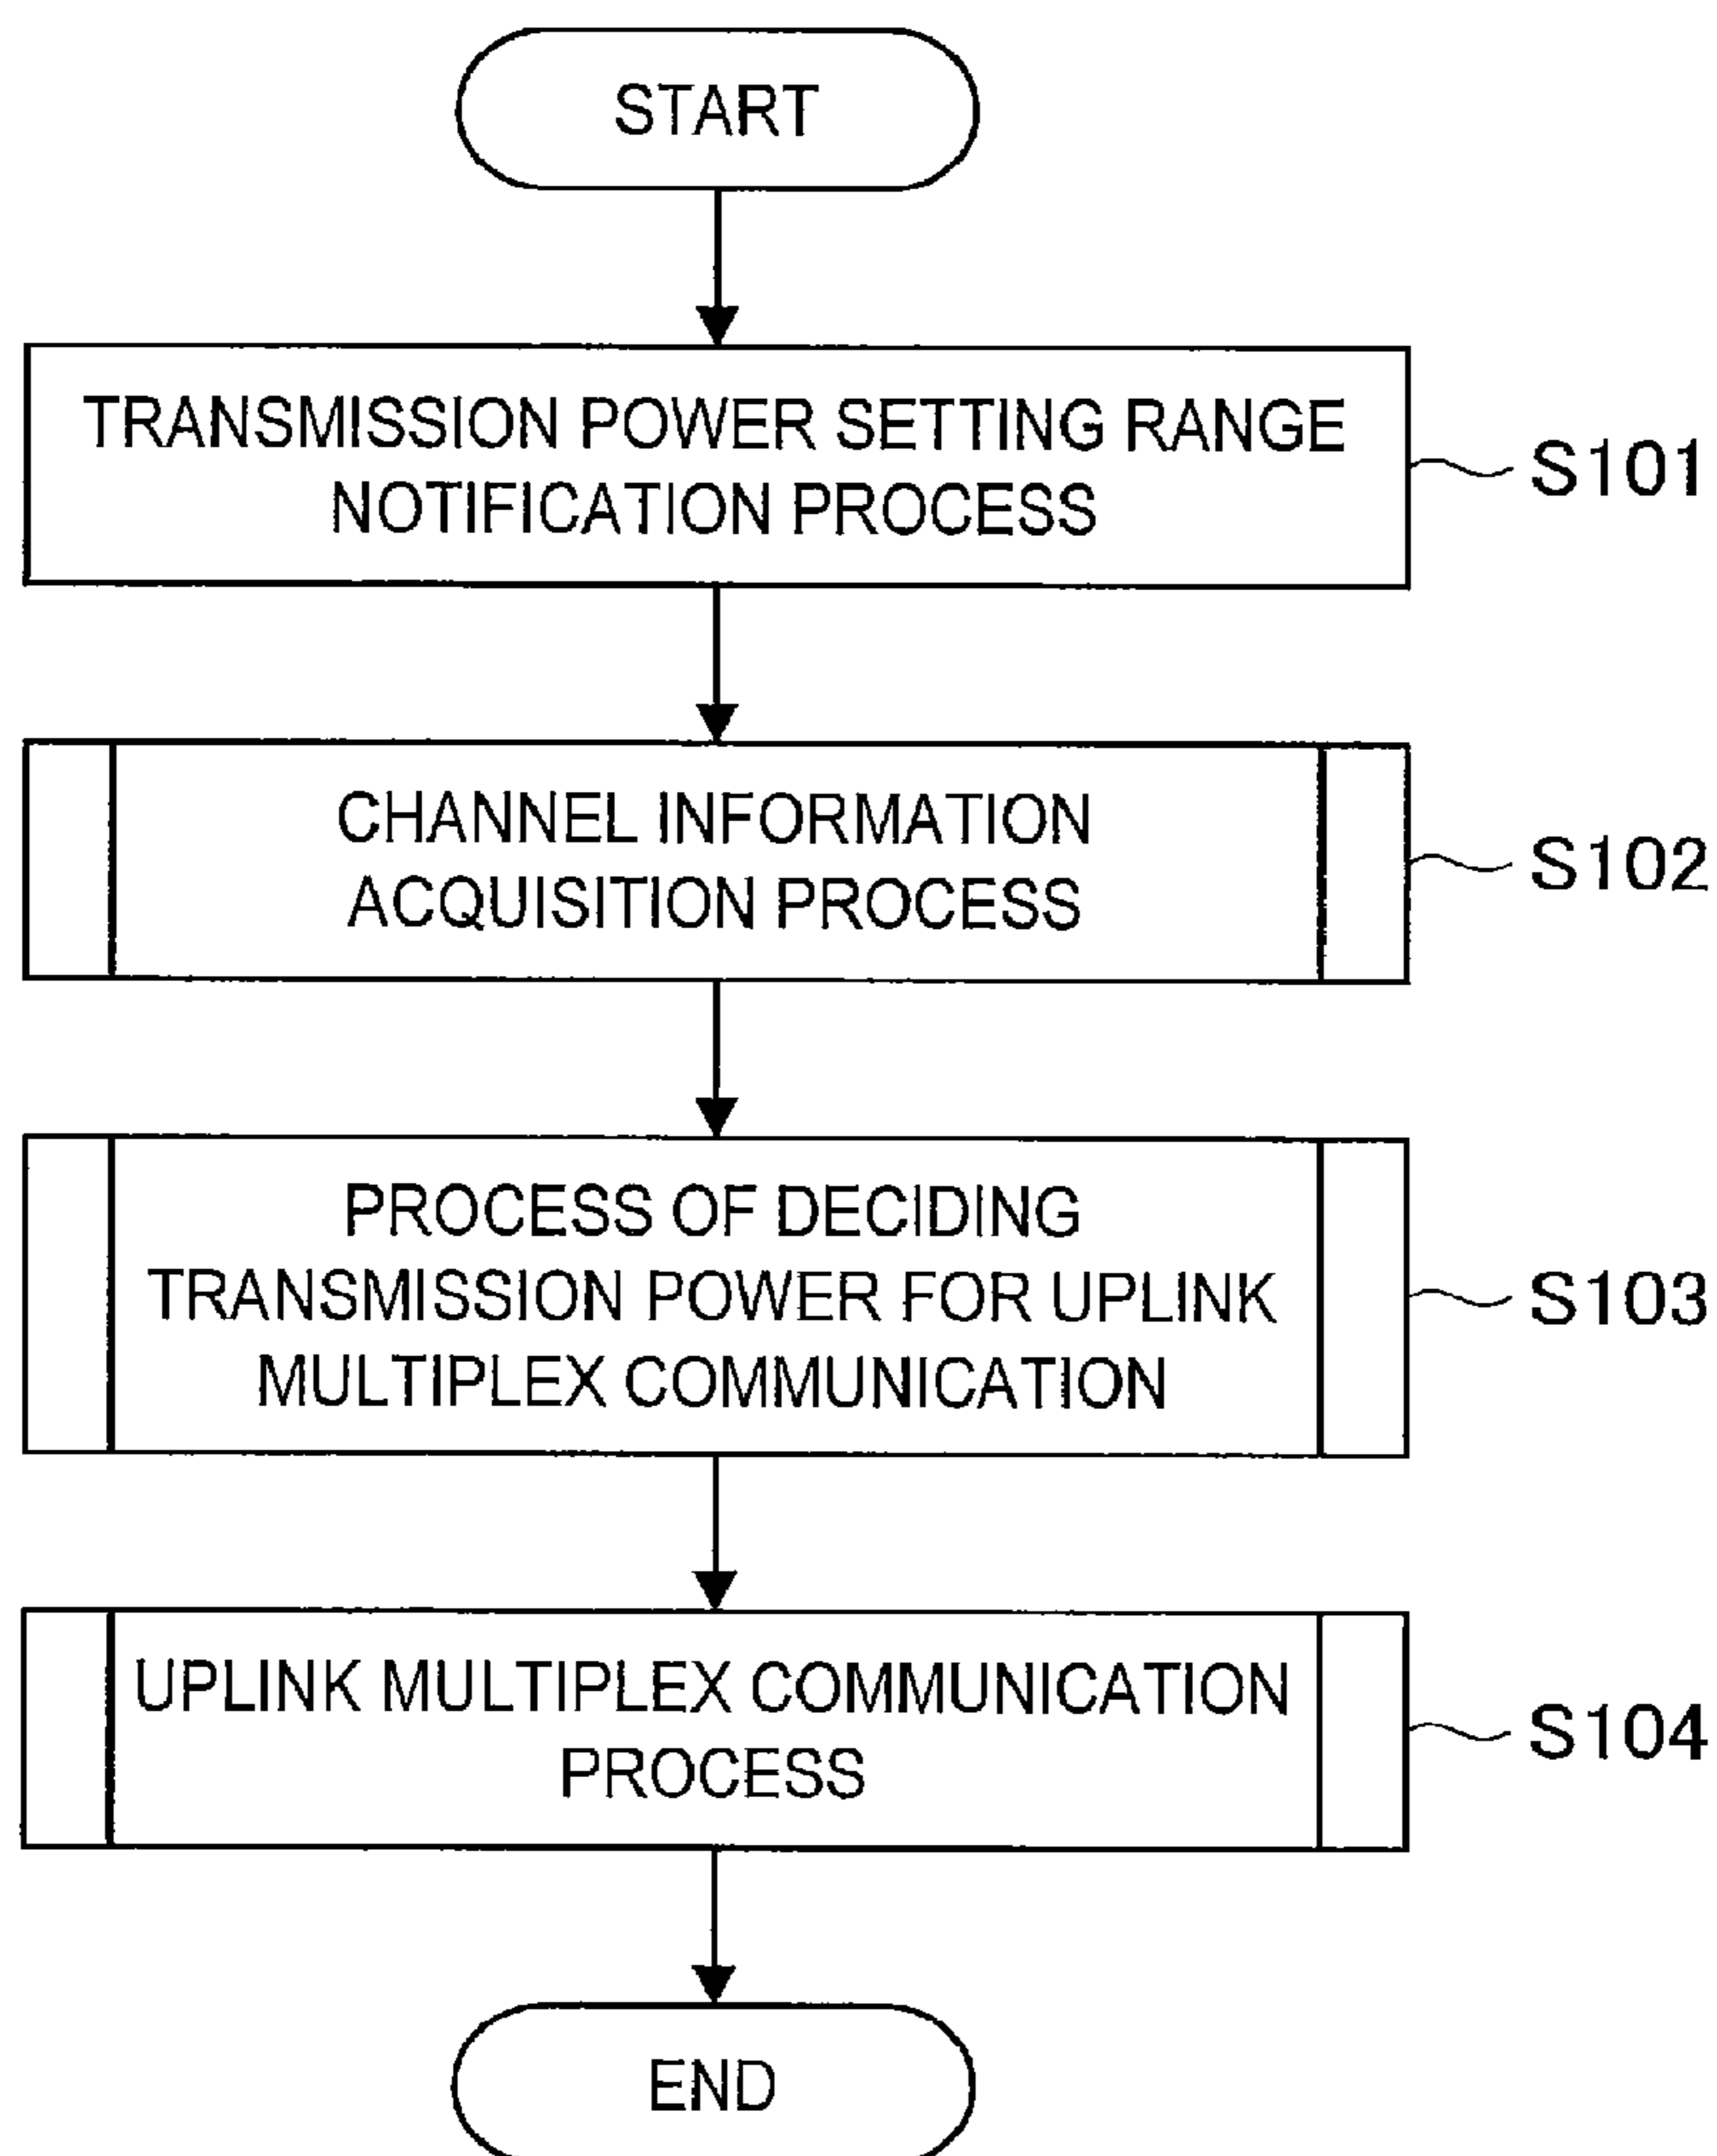 START
TRANSMISSION POWER SETTING RANGE
NOTIFICATION PROCESS
S101
CHANNEL INFORMATION
ACQUISITION PROCESS
S102
PROCESS OF DECIDING
TRANSMISSION POWER FOR UPLINK
MULTIPLEX COMMUNICATION
S103
UPLINK MULTIPLEX COMMUNICATION
PROCESS
S104
END